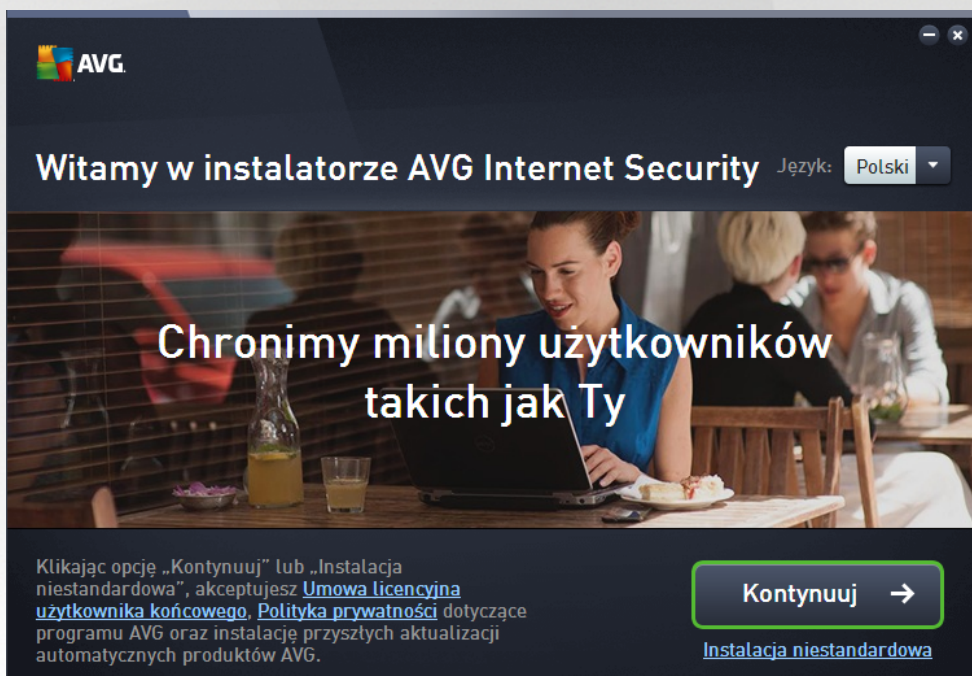 AVG.
Witamy w instalatorze AVG Internet Security
Język: Polski
Chronimy miliony użytkowników
takich jak Ty
Klikając opcję „Kontynuuj” lub „Instalacja
niestandardowa”, akceptujesz Umowa licencyjna
użytkownika końcowego, Polityka prywatności dotyczące
programu AVG oraz instalację przyszłych aktualizacji
automatycznych produktów AVG.
Kontynuuj →
Instalacja niestandardowa